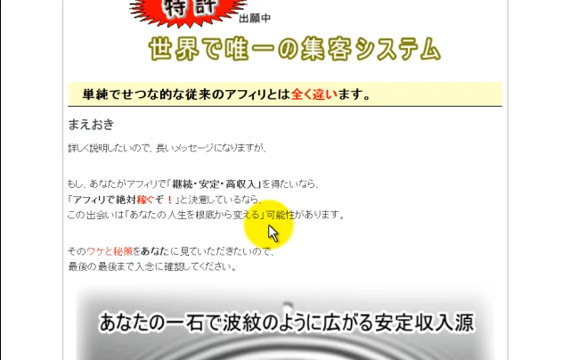 特許
出願中
世界で唯一の集客システム
単純でせつな的な従来のアフィリとは全く違います。
まえおき
詳しく説明したいので、長いメッセージになりますが、
もし、あなたがアフィリで「継続・安定・高収入」を得たいなら、
「アフィリで絶対稼ぐぞ！」と決意しているなら、
この出会いは「あなたの人生を根底から変える」可能性があります。
そのワケと秘策をあなたに見ていただきたいので、
最後の最後まで入念に確認してください。
あなたの一石で波紋のように広がる安定収入源